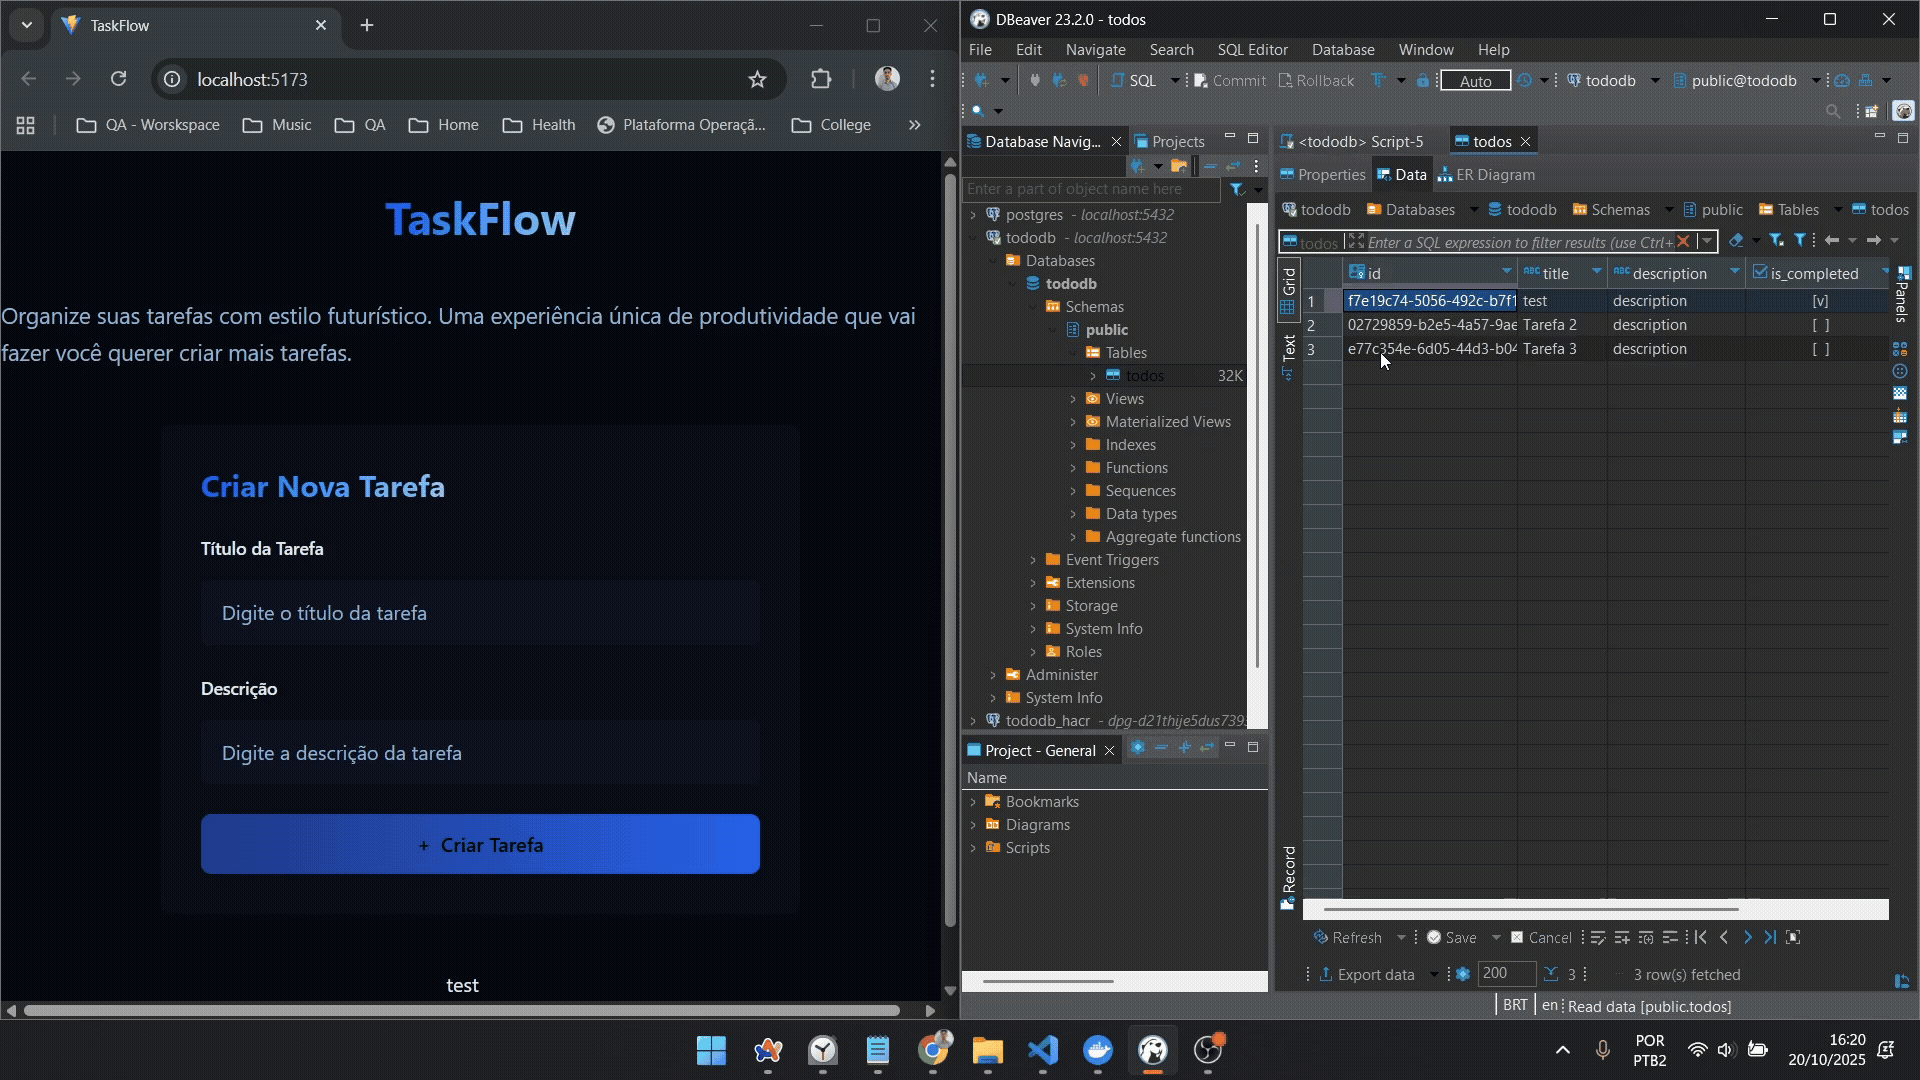 TaskFlow
localhost:5173
QA - Worskspace
Music
QA
Home
Health
Plataforma Operaçã...
College
TaskFlow
Organize suas tarefas com estilo futurístico. Uma experiência única de produtividade que vai
fazer você querer criar mais tarefas.
Criar Nova Tarefa
Título da Tarefa
Digite o título da tarefa
Descrição
Digite a descrição da tarefa
+ Criar Tarefa
test
DBeaver 23.2.0 - todos
File Edit Navigate Search SQL Editor Database Window Help
SQL Commit Rollback Auto tododb public@tododb
Database Navig... Projects
Enter a part of object name here
postgres - localhost:5432
tododb - localhost:5432
Databases
tododb
Schemas
public
Tables
todos 32K
Views
Materialized Views
Indexes
Functions
Sequences
Data types
Aggregate functions
Event Triggers
Extensions
Storage
System Info
Roles
Administer
System Info
tododb_hacr - dpg-d21thije5dus739
Project - General
Name
Bookmarks
Diagrams
Scripts
<tododb> Script-5 todos
Properties Data ER Diagram
tododb Databases tododb Schemas public Tables todos
todos Enter a SQL expression to filter results (use Ctrl+
Grid
Text
Record
id title description is_completed
1 f7e19c74-5056-492c-b7f1 test description [v]
2 02729859-b2e5-4a57-9ae Tarefa 2 description [ ]
3 e77c354e-6d05-44d3-b04 Tarefa 3 description [ ]
Panels
Refresh Save Cancel
Export data 200 3 3 row(s) fetched
BRT en Read data [public.todos]
POR
PTB2
16:20
20/10/2025